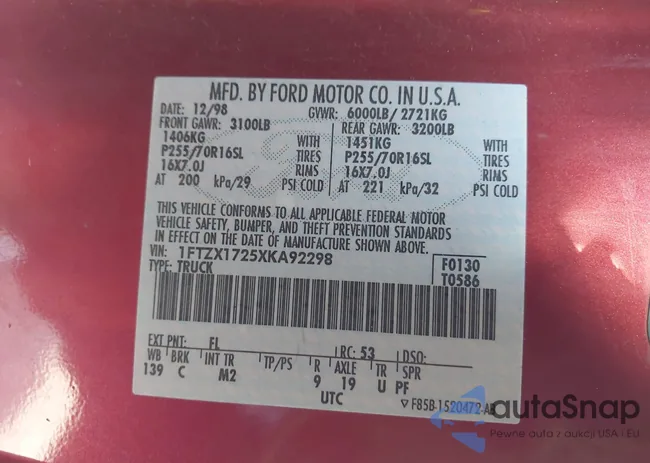 MFD. BY FORD MOTOR CO. IN U.S.A.
DATE: 12/98 GVWR: 6000LB/ 2721KG
FRONT GAWR: 3100LB REAR GAWR: 3200LB
1406KG WITH 1451KG WITH
P255/70R16SL TIRES P255/70R16SL TIRES
16X7.0J RIMS 16X7.0J RIMS
AT 200 kPa/29 PSI COLD AT 221 kPa/32 PSI COLD
THIS VEHICLE CONFORMS TO ALL APPLICABLE FEDERAL MOTOR
VEHICLE SAFETY, BUMPER, AND THEFT PREVENTION STANDARDS
IN EFFECT ON THE DATE OF MANUFACTURE SHOWN ABOVE.
VIN: 1FTZX1725XKA92298 F0130
TYPE: TRUCK T0586
EXT PNT: FL RC: 53 DSO:
WB BRK INT TR TP/PS R AXLE TR SPR
139 C M2 9 19 U PF
UTC F85B-1520472-AB
autaSnap
Pewne auta z aukcji USA i EU